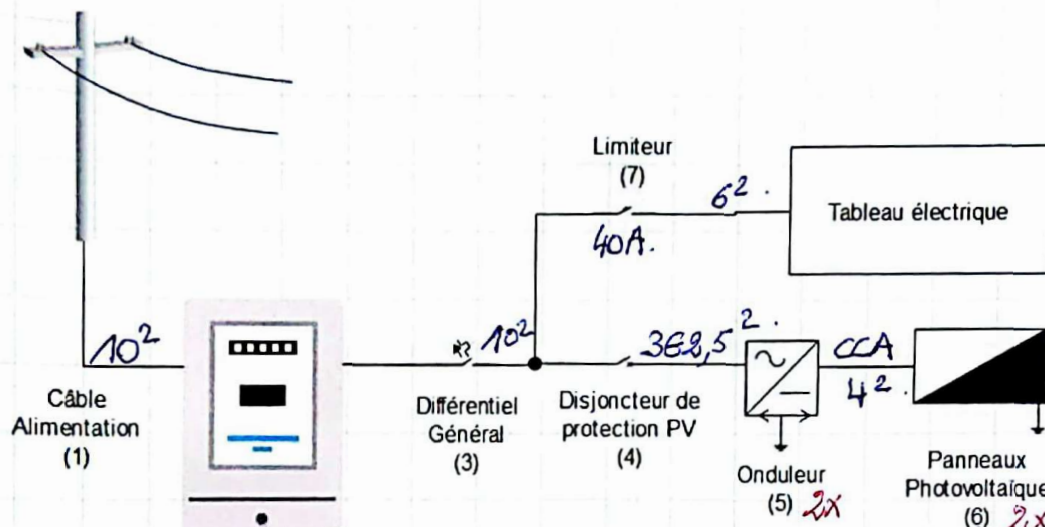 Limiteur
(7)
6².
Tableau électrique
40A.
10²
10²
3G2,5².
CCA
4².
Câble
Alimentation
(1)
Différentiel
Général
(3)
Disjoncteur de
protection PV
(4)
Onduleur
(5) 2x
Panneaux
Photovoltaïque
(6) 2x